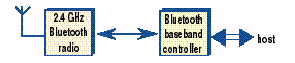 2.4 GHz
Bluetooth
radio
Bluetooth
baseband
controller
host